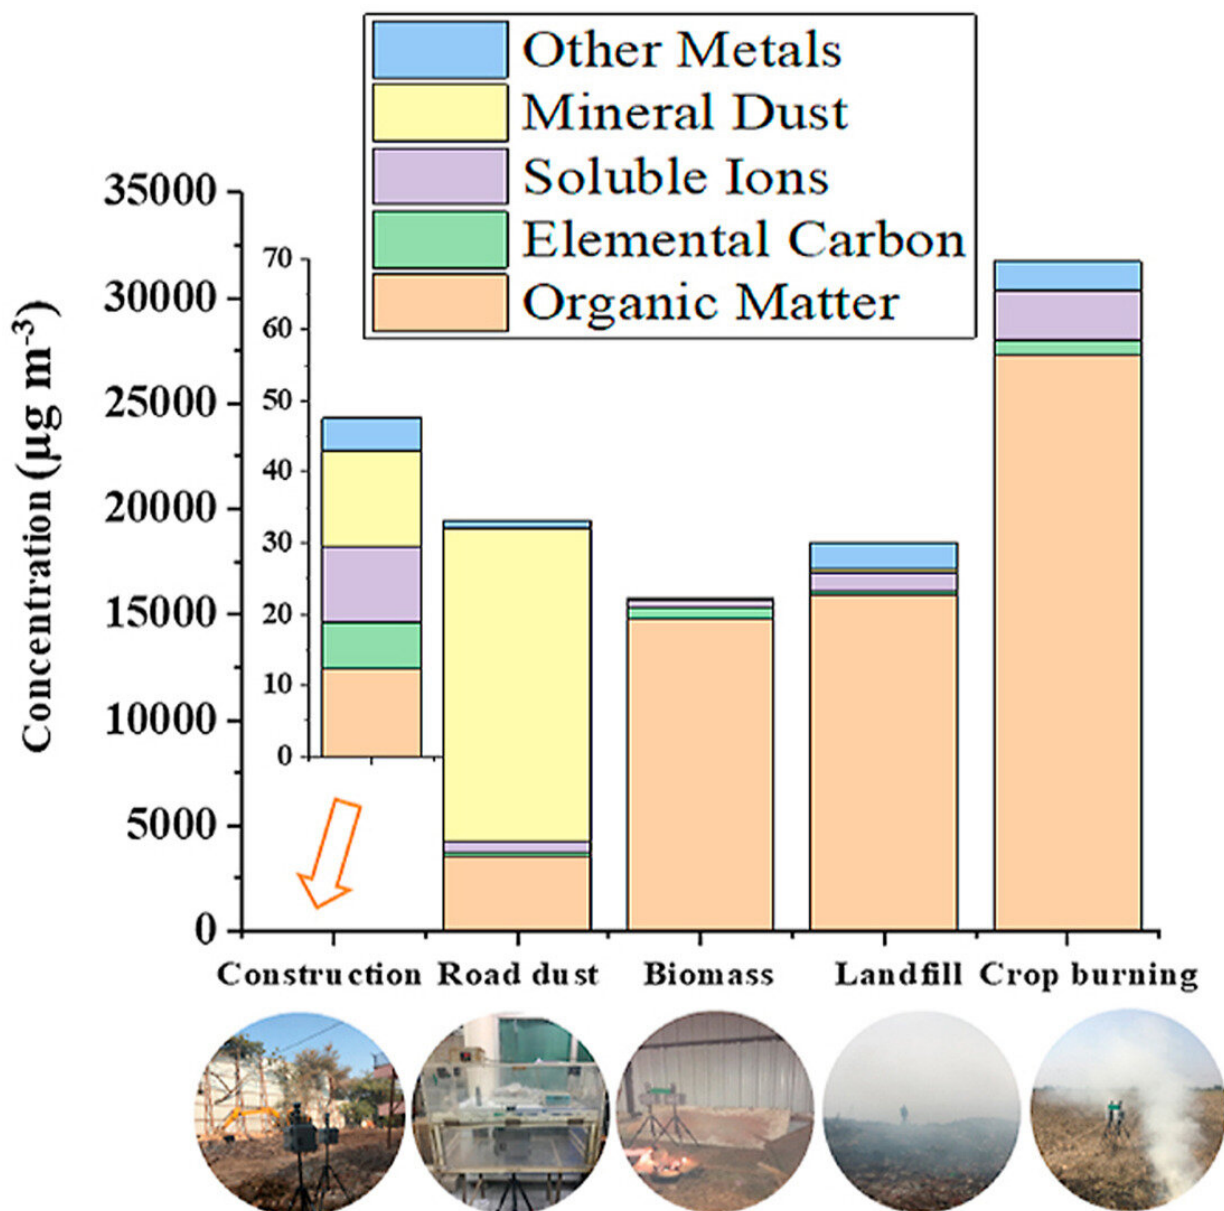 Other Metals
Mineral Dust
Soluble Ions
Elemental Carbon
Organic Matter
Concentration (µg m⁻³)
35000
30000
25000
20000
15000
10000
5000
0
70
60
50
40
30
20
10
0
Construction Road dust Biomass Landfill Crop burning